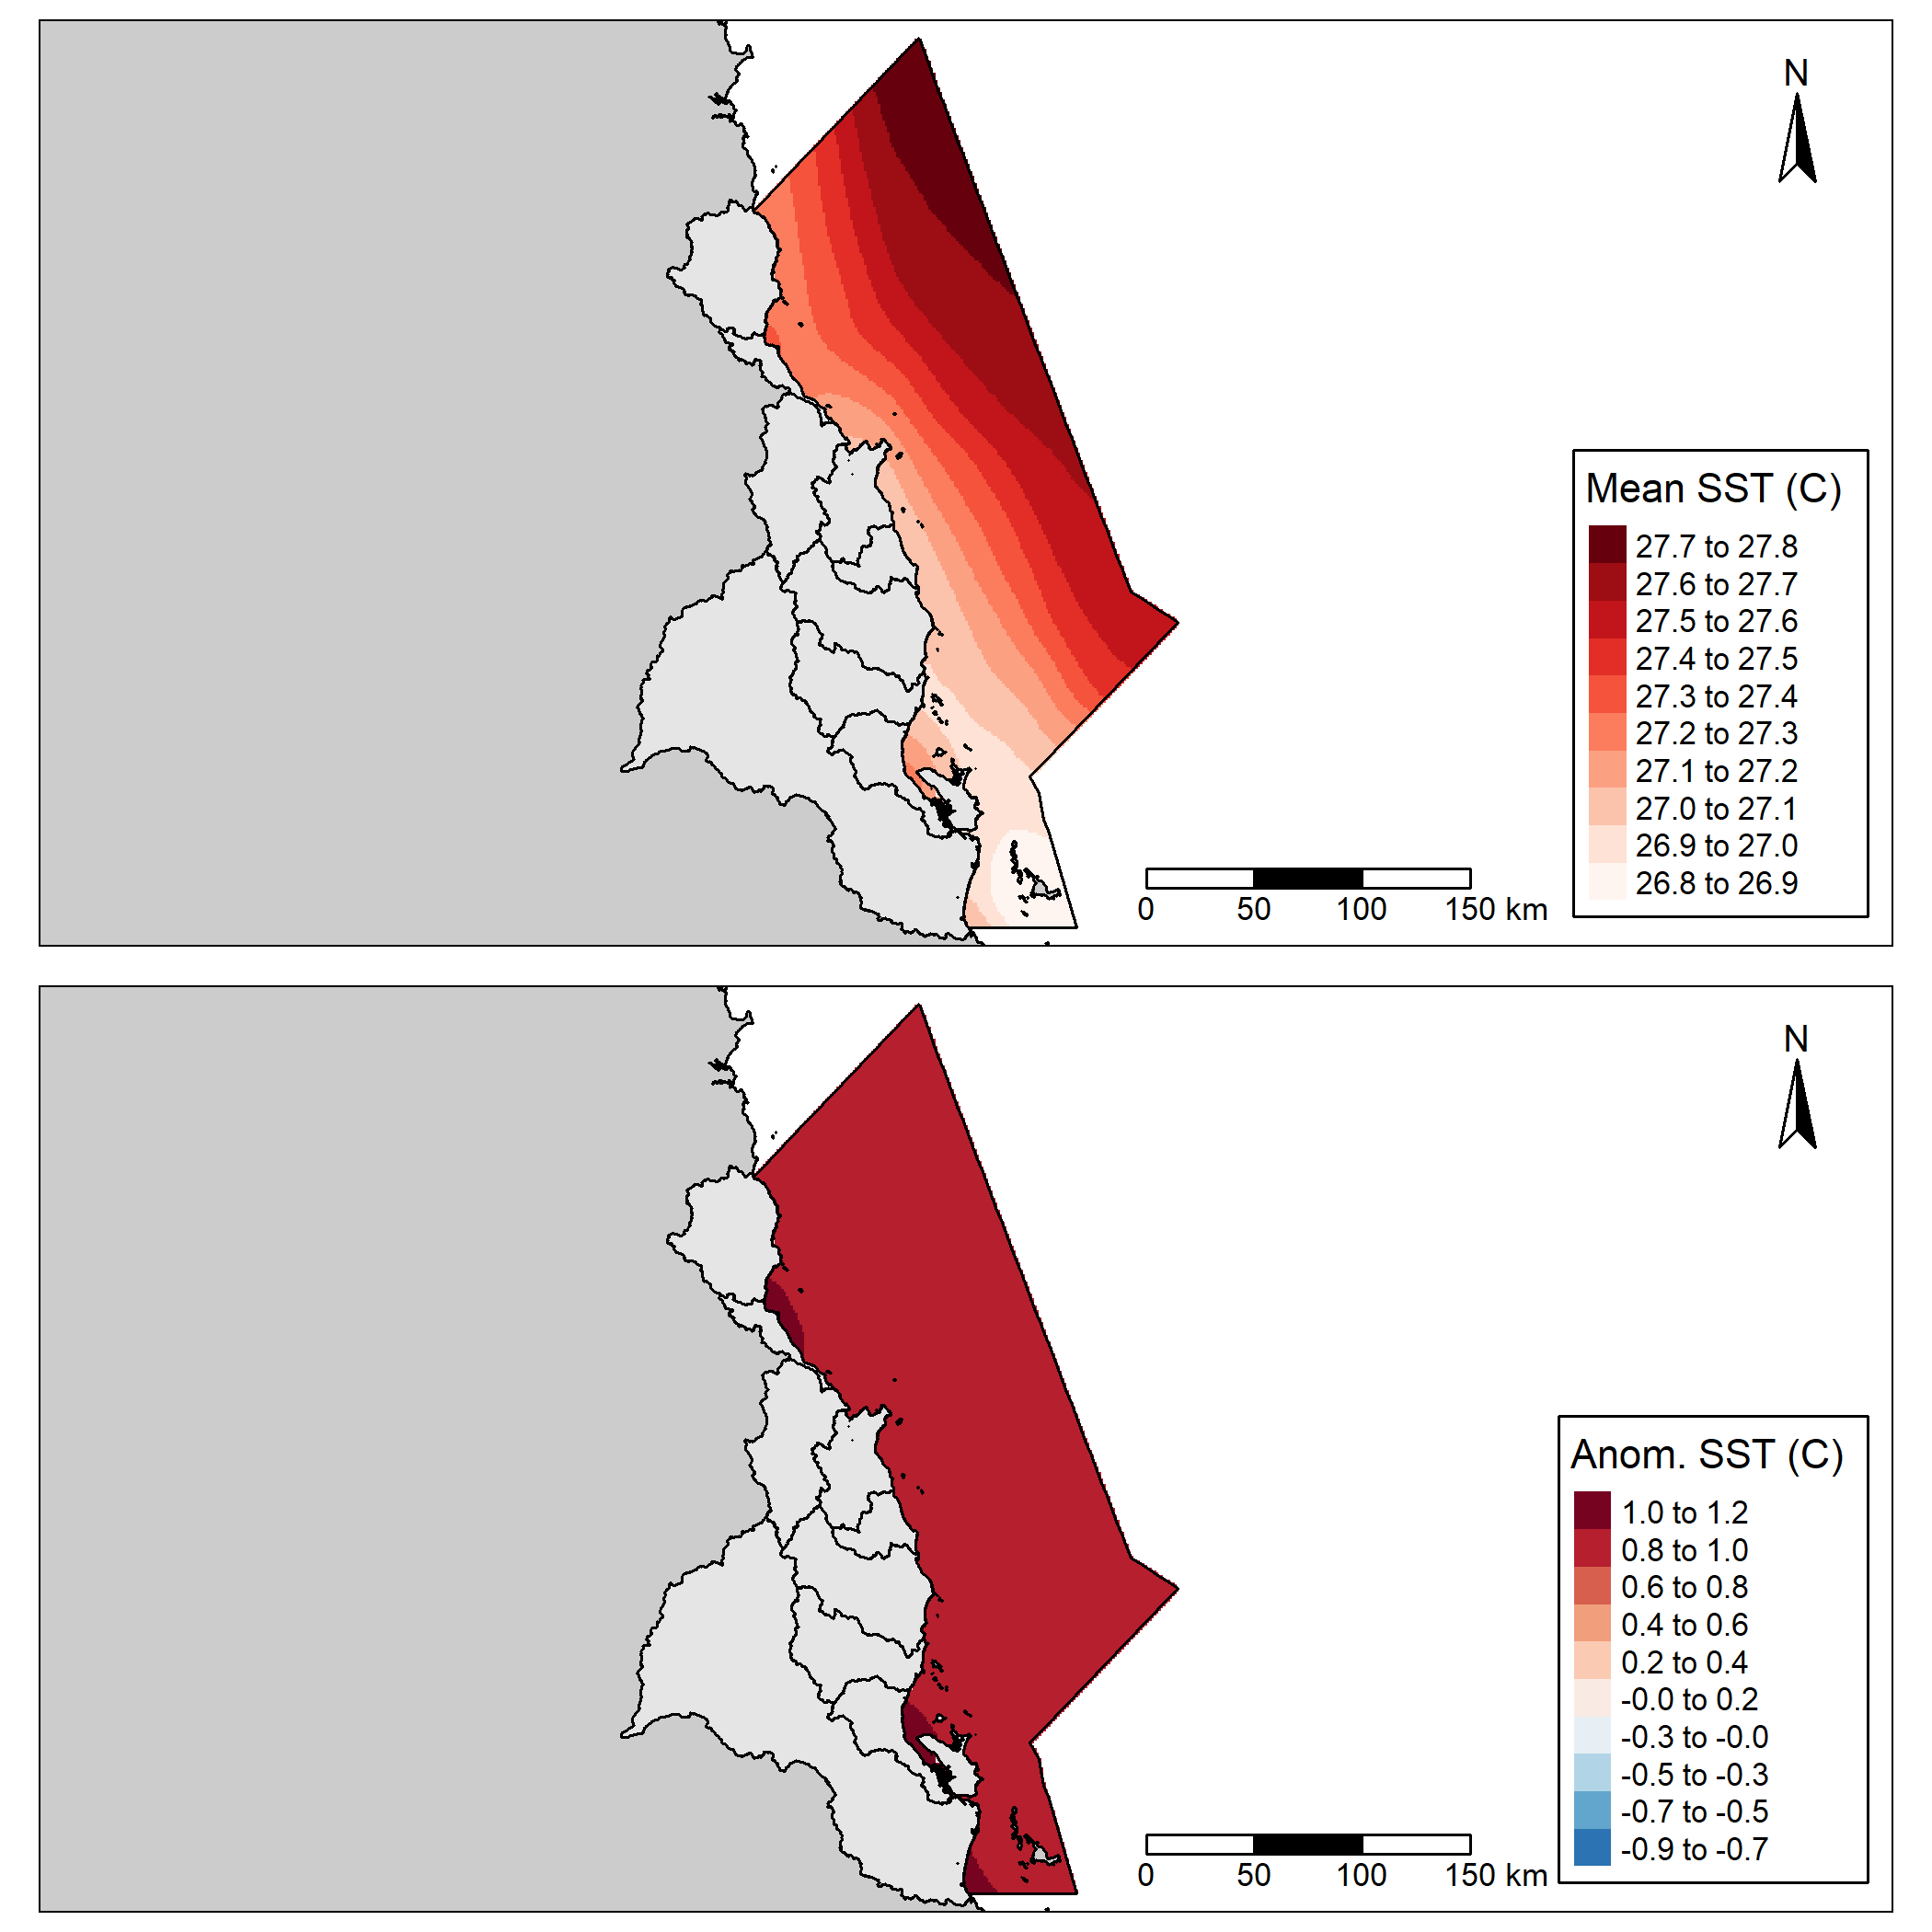 N
Mean SST (C)
27.7 to 27.8
27.6 to 27.7
27.5 to 27.6
27.4 to 27.5
27.3 to 27.4
27.2 to 27.3
27.1 to 27.2
27.0 to 27.1
26.9 to 27.0
26.8 to 26.9
0 50 100 150 km
N
Anom. SST (C)
1.0 to 1.2
0.8 to 1.0
0.6 to 0.8
0.4 to 0.6
0.2 to 0.4
-0.0 to 0.2
-0.3 to -0.0
-0.5 to -0.3
-0.7 to -0.5
-0.9 to -0.7
0 50 100 150 km